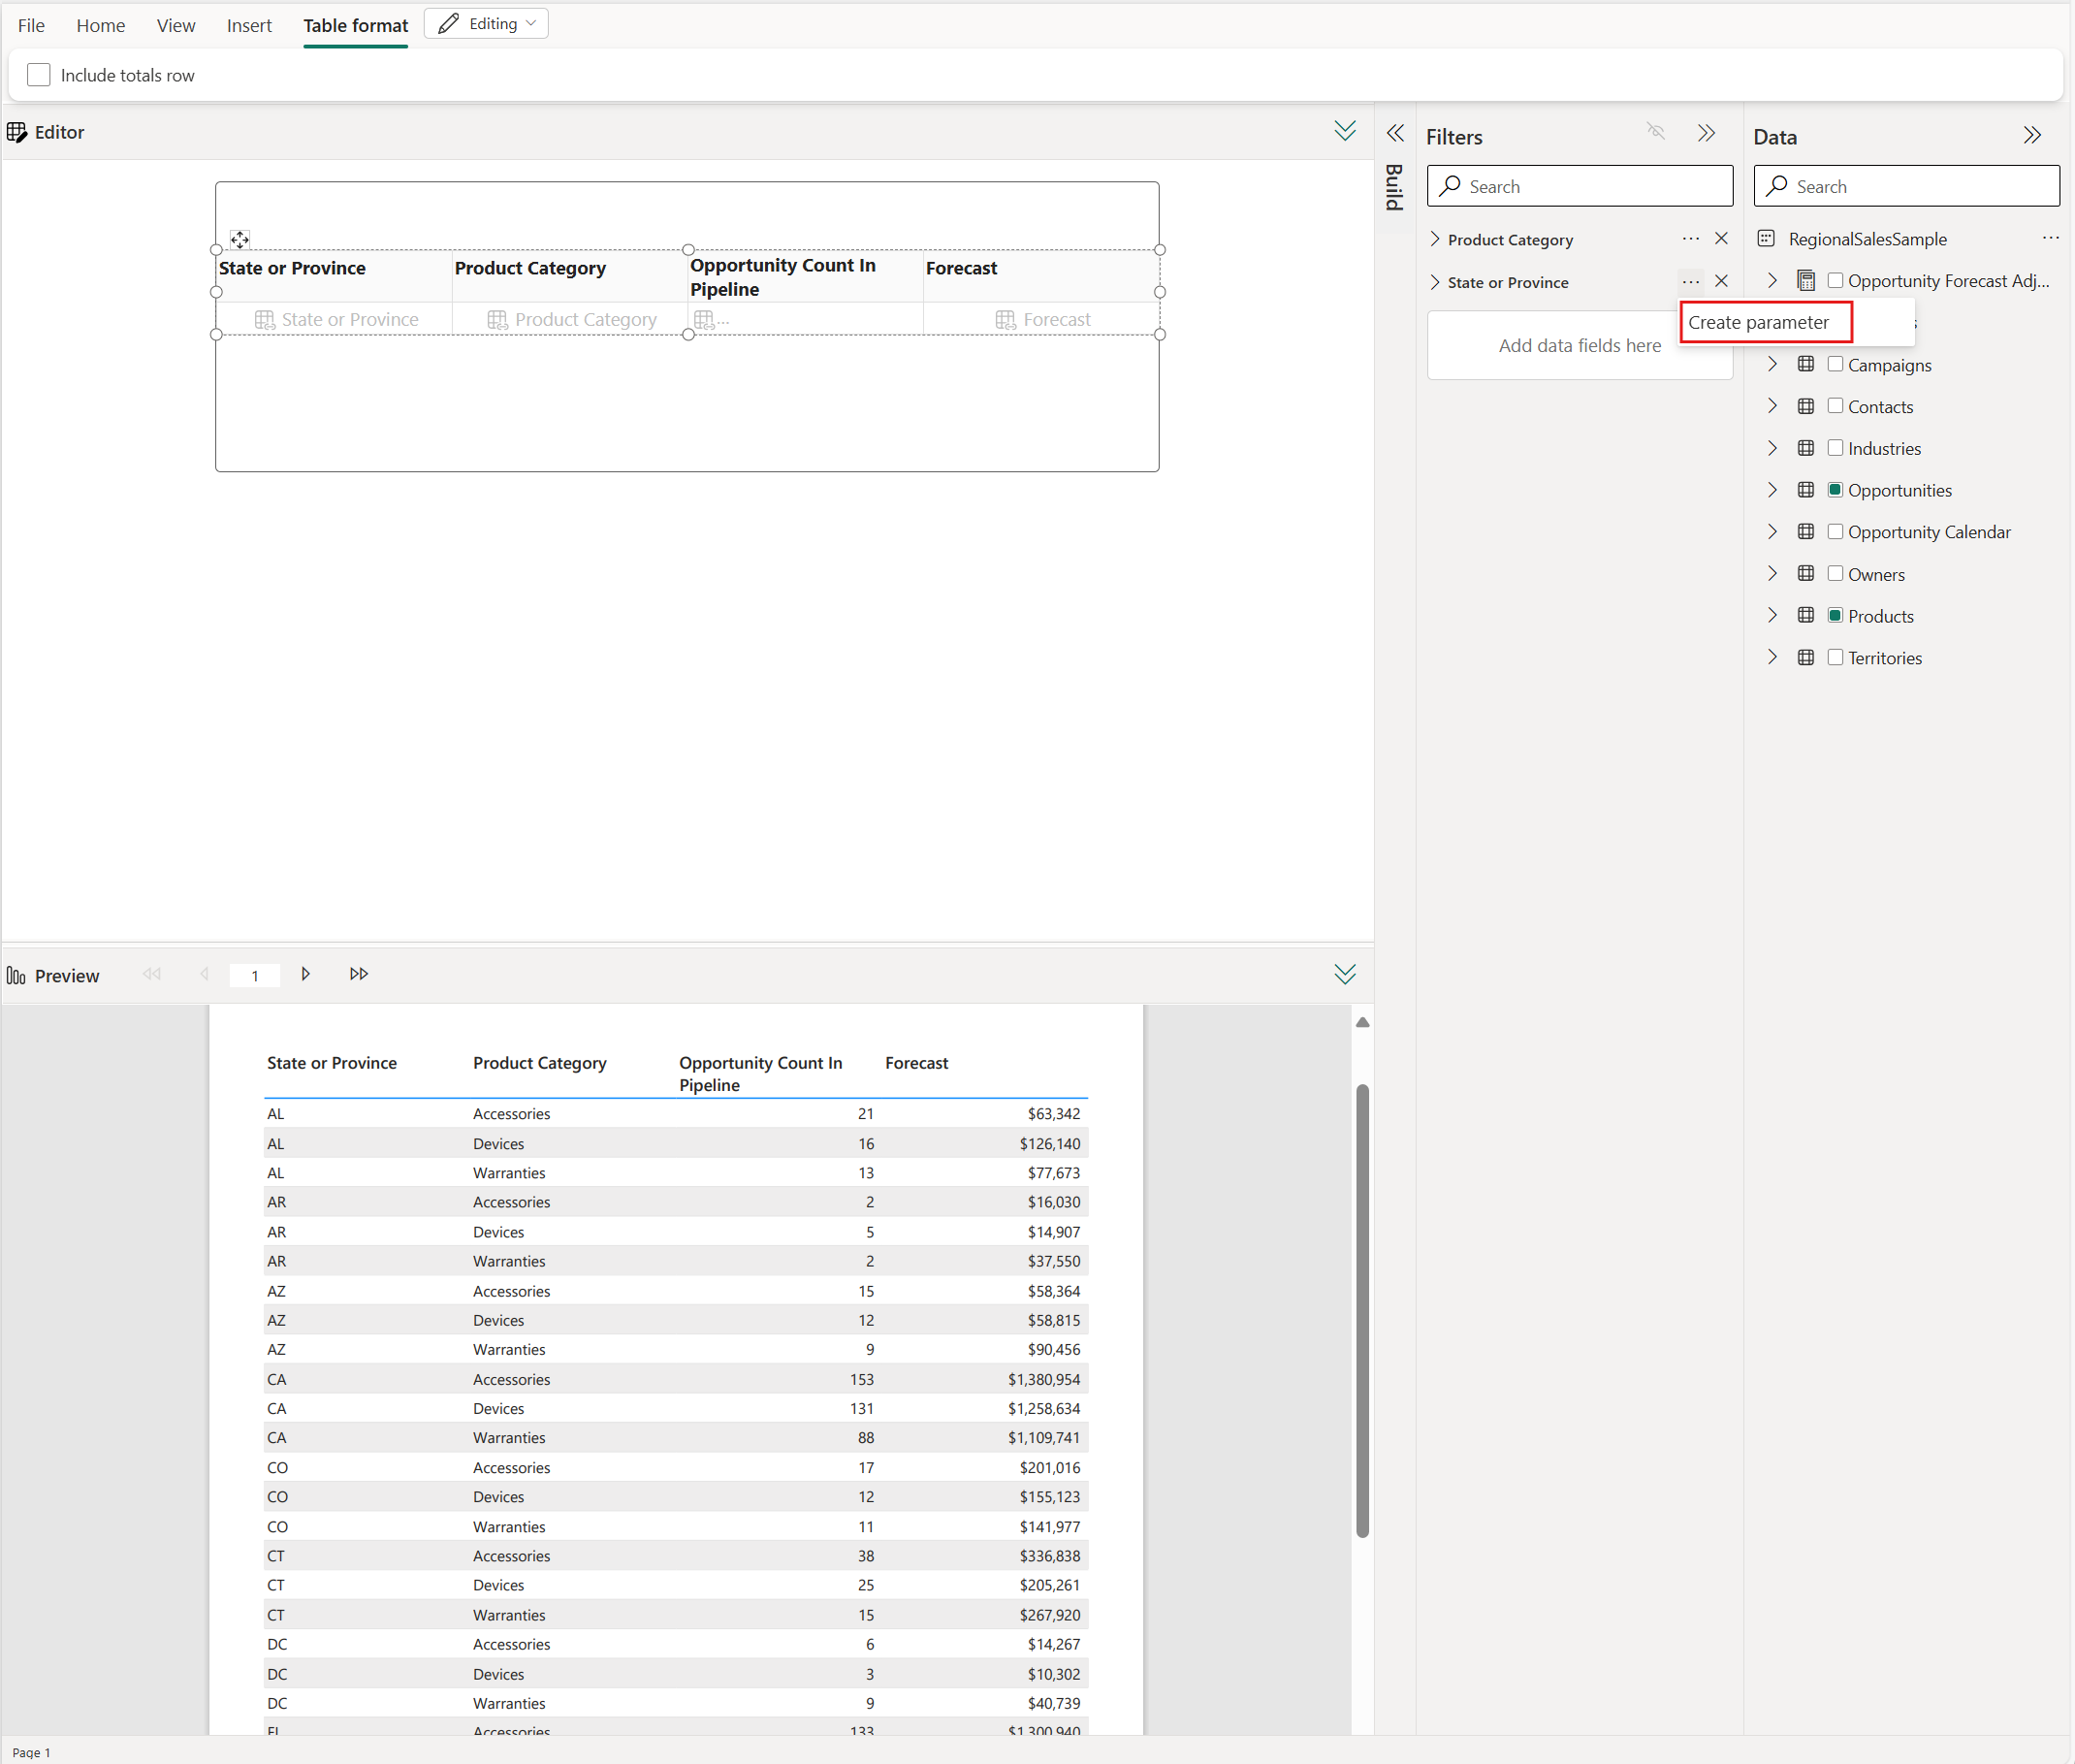 File Home View Insert Table format Editing
Include totals row
Editor
State or Province Product Category Opportunity Count In Pipeline Forecast
State or Province Product Category ... Forecast
Build
Filters
Search
Product Category
State or Province
Create parameter
Add data fields here
Data
Search
RegionalSalesSample
Opportunity Forecast Adj...
Campaigns
Contacts
Industries
Opportunities
Opportunity Calendar
Owners
Products
Territories
Preview 1
State or Province Product Category Opportunity Count In Pipeline Forecast
AL Accessories 21 $63,342
AL Devices 16 $126,140
AL Warranties 13 $77,673
AR Accessories 2 $16,030
AR Devices 5 $14,907
AR Warranties 2 $37,550
AZ Accessories 15 $58,364
AZ Devices 12 $58,815
AZ Warranties 9 $90,456
CA Accessories 153 $1,380,954
CA Devices 131 $1,258,634
CA Warranties 88 $1,109,741
CO Accessories 17 $201,016
CO Devices 12 $155,123
CO Warranties 11 $141,977
CT Accessories 38 $336,838
CT Devices 25 $205,261
CT Warranties 15 $267,920
DC Accessories 6 $14,267
DC Devices 3 $10,302
DC Warranties 9 $40,739
FL Accessories 133 $1,300,940
Page 1